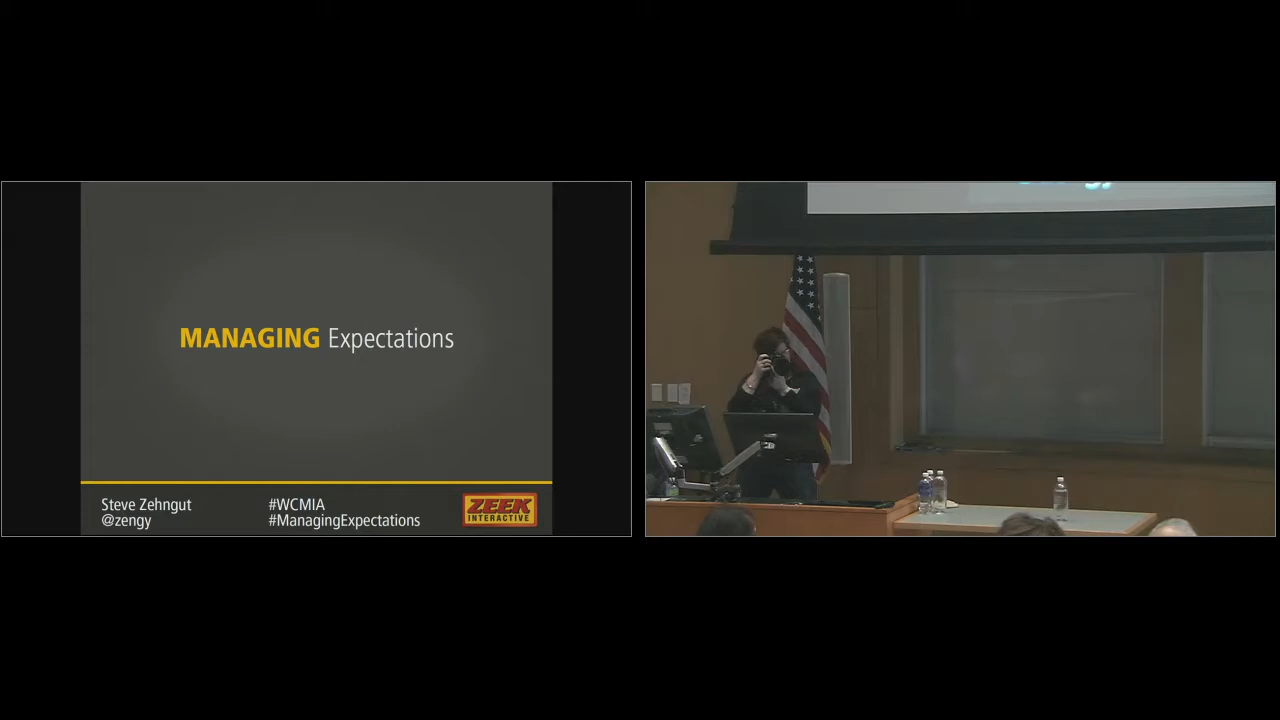 MANAGING Expectations
Steve Zehngut
@zengy
#WCMIA
#ManagingExpectations
ZEEK
INTERACTIVE